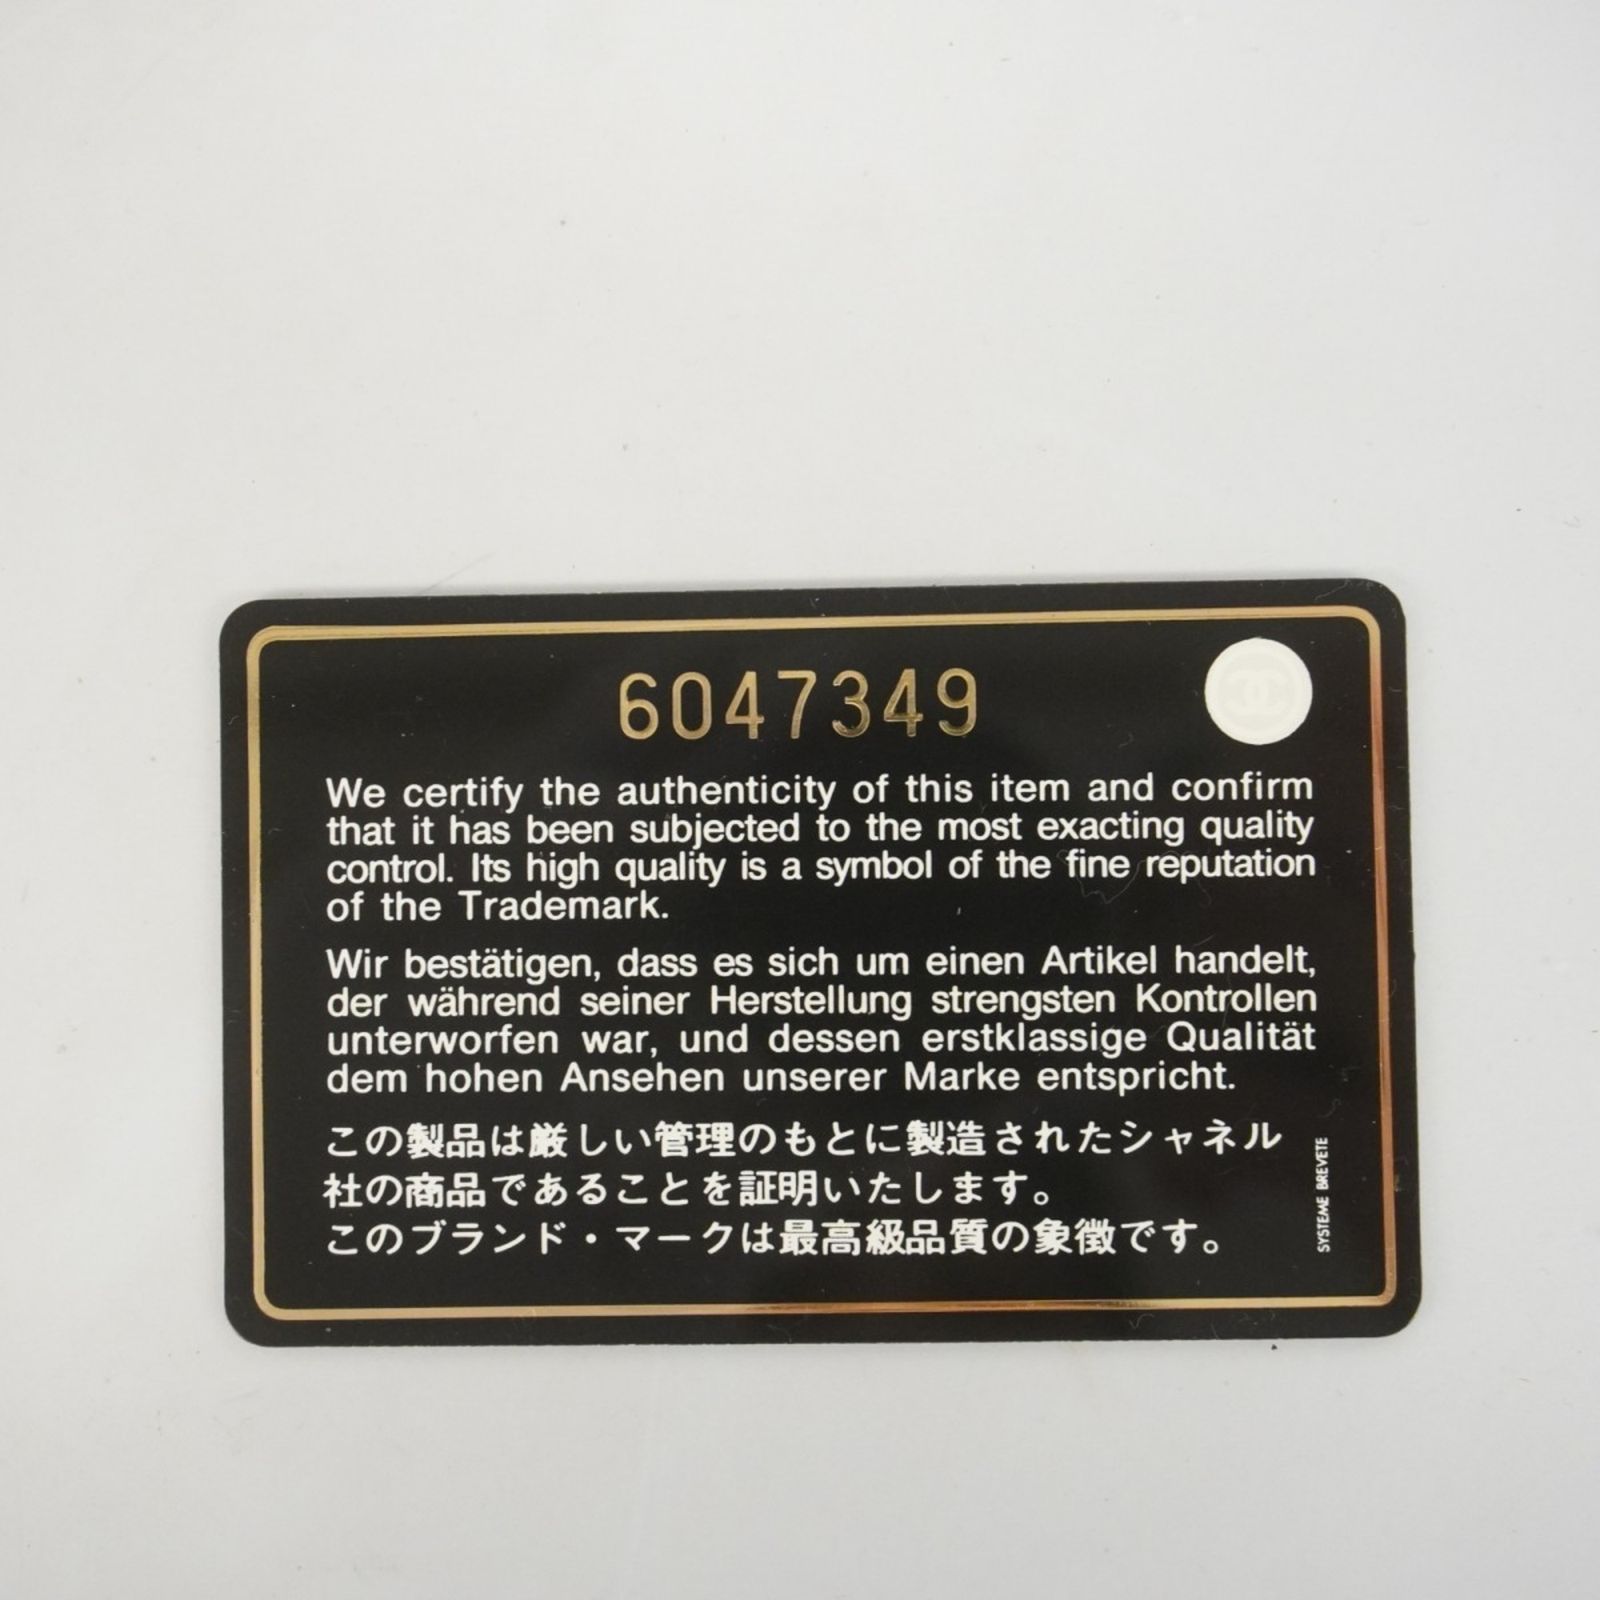 6047349
We certify the authenticity of this item and confirm
that it has been subjected to the most exacting quality
control. Its high quality is a symbol of the fine reputation
of the Trademark.
Wir bestätigen, dass es sich um einen Artikel handelt,
der während seiner Herstellung strengsten Kontrollen
unterworfen war, und dessen erstklassige Qualität
dem hohen Ansehen unserer Marke entspricht.
この製品は厳しい管理のもとに製造されたシャネル
社の商品であることを証明いたします。
このブランド・マークは最高級品質の象徴です。
SYSTEME BREVETE